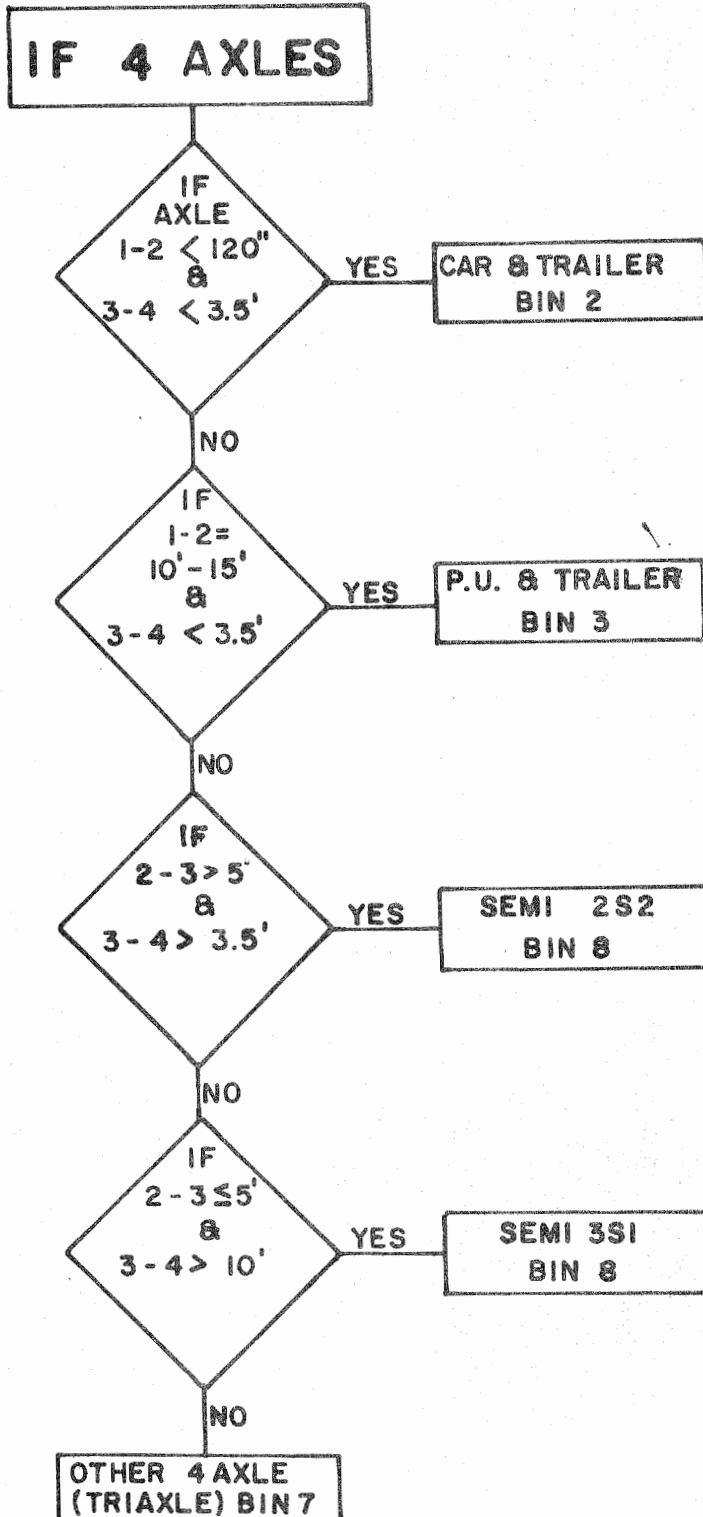 IF 4 AXLES
IF
AXLE
1-2 < 120"
&
3-4 < 3.5'
YES
CAR & TRAILER
BIN 2
NO
IF
1-2=
10'-15'
&
3-4 < 3.5'
YES
P.U. & TRAILER
BIN 3
NO
IF
2-3 > 5'
&
3-4 > 3.5'
YES
SEMI 2S2
BIN 8
NO
IF
2-3 ≤ 5'
&
3-4 > 10'
YES
SEMI 3S1
BIN 8
NO
OTHER 4 AXLE
(TRIAXLE) BIN 7